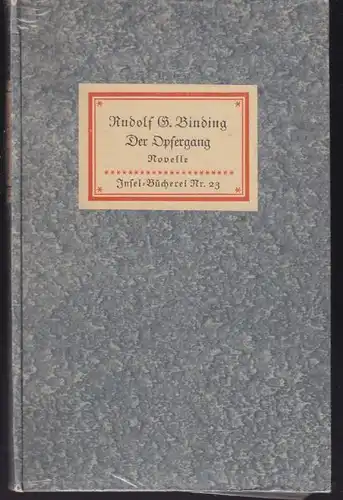 Rudolf G. Binding
Der Opfergang
Novelle
Insel-Bücherei Nr. 23